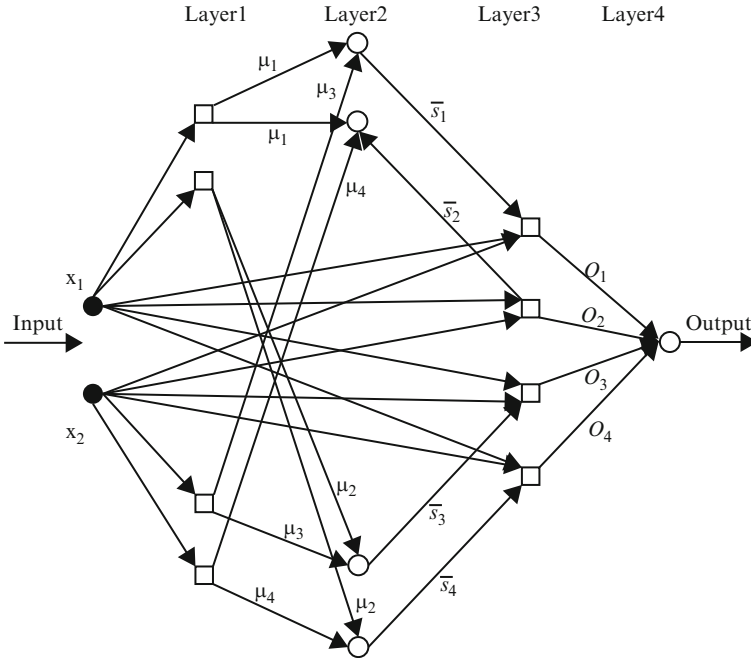 Layer1 Layer2 Layer3 Layer4
μ₁
μ₃
s̅₁
μ₁
μ₄
s̅₂
x₁
O₁
Input
O₂
Output
O₃
x₂
O₄
μ₂
s̅₃
μ₃
s̅₄
μ₄
μ₂